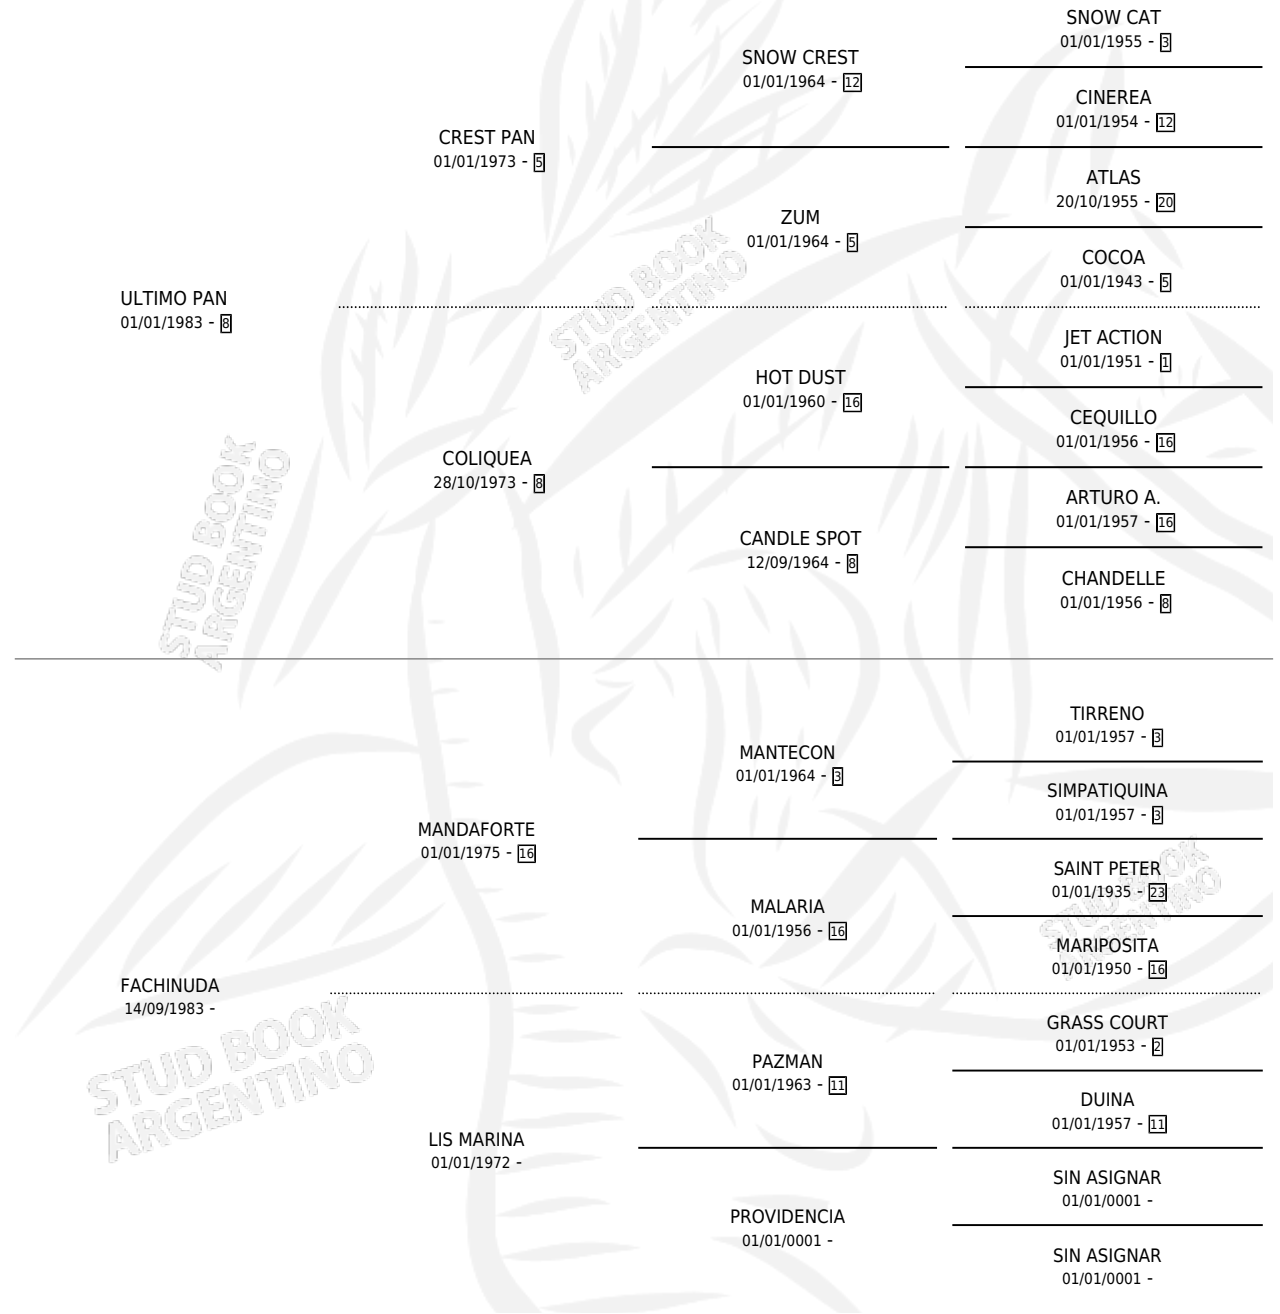 SNOW CAT
01/01/1955 - 3
SNOW CREST
01/01/1964 - 12
CINEREA
01/01/1954 - 12
CREST PAN
01/01/1973 - 5
ATLAS
20/10/1955 - 20
ZUM
01/01/1964 - 5
COCOA
01/01/1943 - 5
ULTIMO PAN
01/01/1983 - 8
JET ACTION
01/01/1951 - 1
HOT DUST
01/01/1960 - 16
CEQUILLO
01/01/1956 - 16
COLIQUEA
28/10/1973 - 8
ARTURO A.
01/01/1957 - 16
CANDLE SPOT
12/09/1964 - 8
CHANDELLE
01/01/1956 - 8
TIRRENO
01/01/1957 - 3
MANTECON
01/01/1964 - 3
SIMPATIQUINA
01/01/1957 - 3
MANDAFORTE
01/01/1975 - 16
SAINT PETER
01/01/1935 - 23
MALARIA
01/01/1956 - 16
MARIPOSITA
01/01/1950 - 16
FACHINUDA
14/09/1983 -
GRASS COURT
01/01/1953 - 2
PAZMAN
01/01/1963 - 11
DUINA
01/01/1957 - 11
LIS MARINA
01/01/1972 -
SIN ASIGNAR
01/01/0001 -
PROVIDENCIA
01/01/0001 -
SIN ASIGNAR
01/01/0001 -
STUD BOOK
ARGENTINO
STUD BOOK
ARGENTINO
STUD BOOK
ARGENTINO
STUD BOOK
ARGENTINO